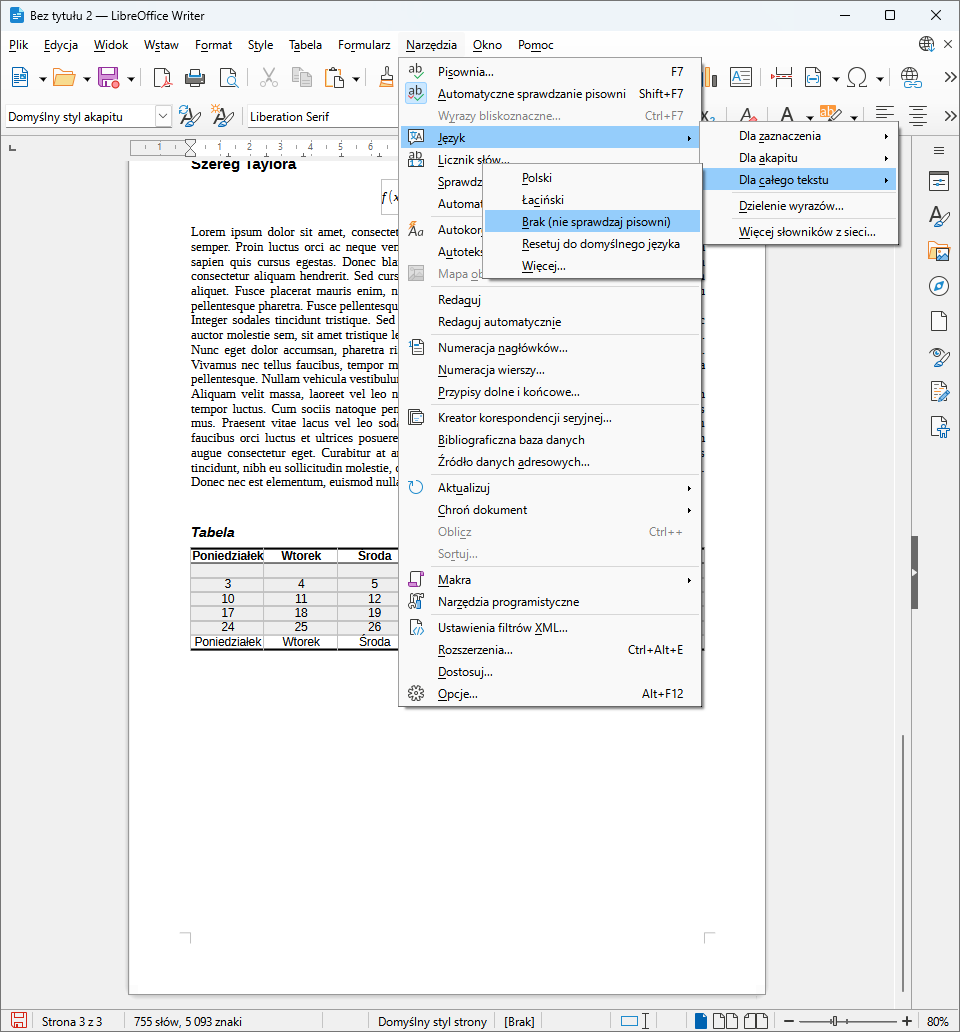 Bez tytułu 2 — LibreOffice Writer
Plik Edycja Widok Wstaw Format Style Tabela Formularz Narzędzia Okno Pomoc
Domyślny styl akapitu
Liberation Serif
Pisownia... F7
Automatyczne sprawdzanie pisowni Shift+F7
Wyrazy bliskoznaczne... Ctrl+F7
Język
Licznik słów...
Sprawdź
Automat
Autokor
Autoteks
Mapa ob
Redaguj
Redaguj automatycznie
Numeracja nagłówków...
Numeracja wierszy...
Przypisy dolne i końcowe...
Kreator korespondencji seryjnej...
Bibliograficzna baza danych
Źródło danych adresowych...
Aktualizuj
Chroń dokument
Oblicz Ctrl++
Sortuj...
Makra
Narzędzia programistyczne
Ustawienia filtrów XML...
Rozszerzenia... Ctrl+Alt+E
Dostosuj...
Opcje... Alt+F12
Dla zaznaczenia
Dla akapitu
Dla całego tekstu
Dzielenie wyrazów...
Więcej słowników z sieci...
Polski
Łaciński
Brak (nie sprawdzaj pisowni)
Resetuj do domyślnego języka
Więcej...
1 1 2 3 4 5 6
Szereg Taylora
f(x
Lorem ipsum dolor sit amet, consectet
semper. Proin luctus orci ac neque ven
sapien quis cursus egestas. Donec blan
consectetur aliquam hendrerit. Sed curs
aliquet. Fusce placerat mauris enim, n
pellentesque pharetra. Fusce pellentesqu
Integer sodales tincidunt tristique. Sed
auctor molestie sem, sit amet tristique le
Nunc eget dolor accumsan, pharetra ri
Vivamus nec tellus faucibus, tempor m
pellentesque. Nullam vehicula vestibulum
Aliquam velit massa, laoreet vel leo n
tempor luctus. Cum sociis natoque pen
mus. Praesent vitae lacus vel leo soda
faucibus orci luctus et ultrices posuere
augue consectetur eget. Curabitur at an
tincidunt, nibh eu sollicitudin molestie, c
Donec nec est elementum, euismod nulla
Tabela
Poniedziałek Wtorek Środa
3 4 5
10 11 12
17 18 19
24 25 26
Poniedziałek Wtorek Środa
Strona 3 z 3 755 słów, 5 093 znaki Domyślny styl strony [Brak] 80%